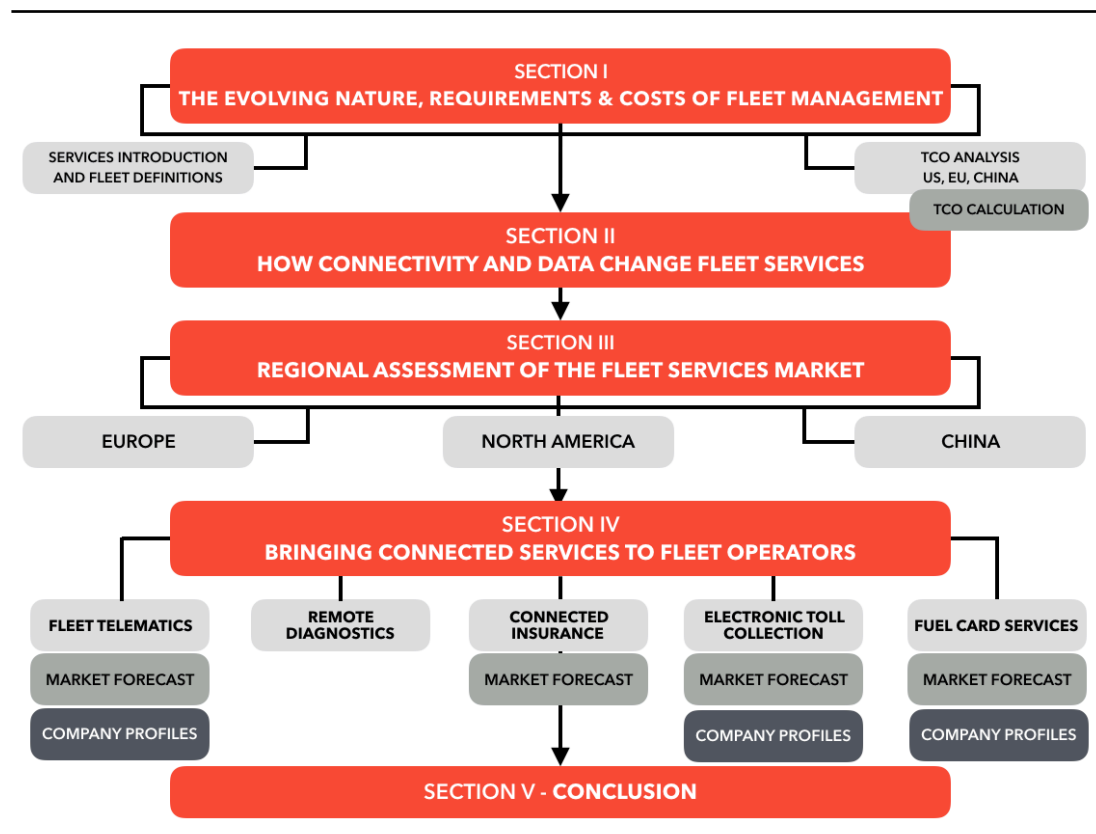 SECTION I
THE EVOLVING NATURE, REQUIREMENTS & COSTS OF FLEET MANAGEMENT
SERVICES INTRODUCTION
AND FLEET DEFINITIONS
TCO ANALYSIS
US, EU, CHINA
TCO CALCULATION
SECTION II
HOW CONNECTIVITY AND DATA CHANGE FLEET SERVICES
SECTION III
REGIONAL ASSESSMENT OF THE FLEET SERVICES MARKET
EUROPE
NORTH AMERICA
CHINA
SECTION IV
BRINGING CONNECTED SERVICES TO FLEET OPERATORS
FLEET TELEMATICS
MARKET FORECAST
COMPANY PROFILES
REMOTE
DIAGNOSTICS
CONNECTED
INSURANCE
MARKET FORECAST
ELECTRONIC TOLL
COLLECTION
MARKET FORECAST
COMPANY PROFILES
FUEL CARD SERVICES
MARKET FORECAST
COMPANY PROFILES
SECTION V - CONCLUSION